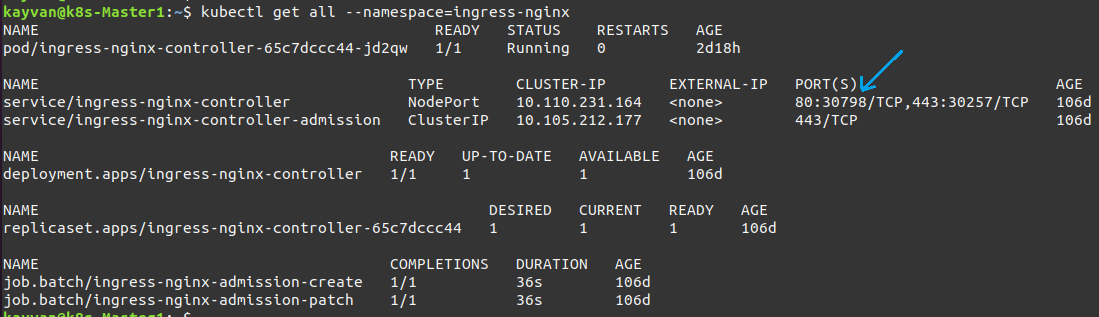 kayvan@k8s-Master1:~$ kubectl get all --namespace=ingress-nginx
NAME READY STATUS RESTARTS AGE
pod/ingress-nginx-controller-65c7dccc44-jd2qw 1/1 Running 0 2d18h
NAME TYPE CLUSTER-IP EXTERNAL-IP PORT(S) AGE
service/ingress-nginx-controller NodePort 10.110.231.164 <none> 80:30798/TCP,443:30257/TCP 106d
service/ingress-nginx-controller-admission ClusterIP 10.105.212.177 <none> 443/TCP 106d
NAME READY UP-TO-DATE AVAILABLE AGE
deployment.apps/ingress-nginx-controller 1/1 1 1 106d
NAME DESIRED CURRENT READY AGE
replicaset.apps/ingress-nginx-controller-65c7dccc44 1 1 1 106d
NAME COMPLETIONS DURATION AGE
job.batch/ingress-nginx-admission-create 1/1 36s 106d
job.batch/ingress-nginx-admission-patch 1/1 36s 106d
kayvan@k8s-Master1:~$